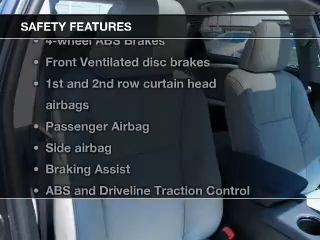 SAFETY FEATURES
• 4-wheel ABS Brakes
• Front Ventilated disc brakes
• 1st and 2nd row curtain head
airbags
• Passenger Airbag
• Side airbag
• Braking Assist
• ABS and Driveline Traction Control